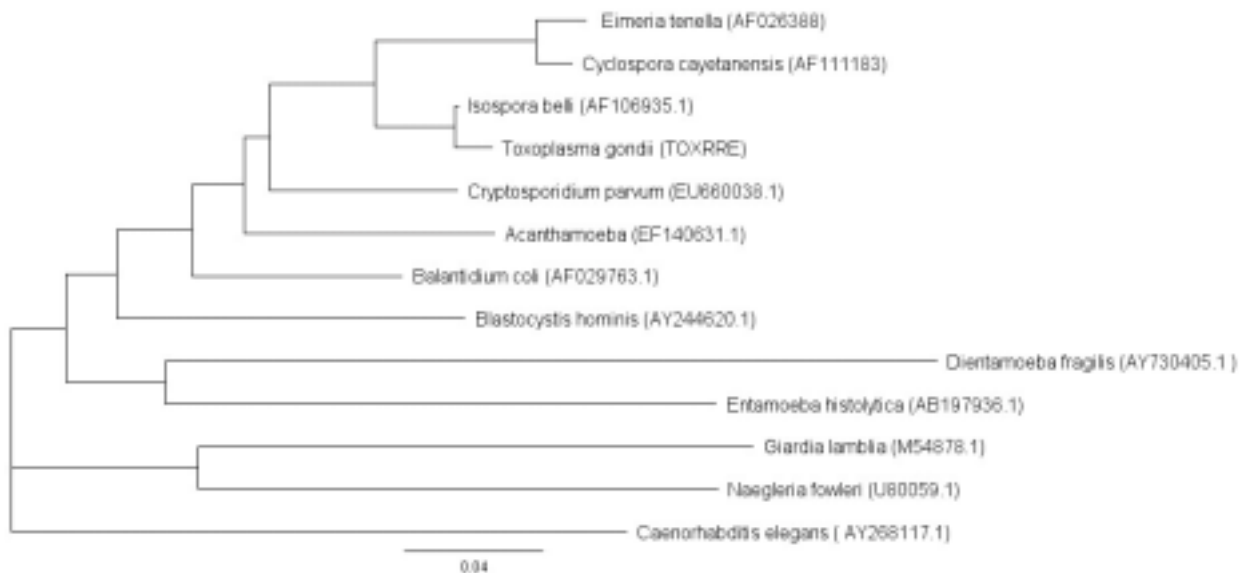 Eimeria tenella (AF026388)
Cyclospora cayetanensis (AF111183)
Isospora belli (AF106935.1)
Toxoplasma gondii (TOXRRE)
Cryptosporidium parvum (EU660038.1)
Acanthamoeba (EF140631.1)
Balantidium coli (AF029763.1)
Blastocystis hominis (AY244620.1)
Dientamoeba fragilis (AY730405.1 )
Entamoeba histolytica (AB197936.1)
Giardia lamblia (M54878.1)
Naegleria fowleri (U80059.1)
Caenorhabditis elegans ( AY268117.1)
0.04